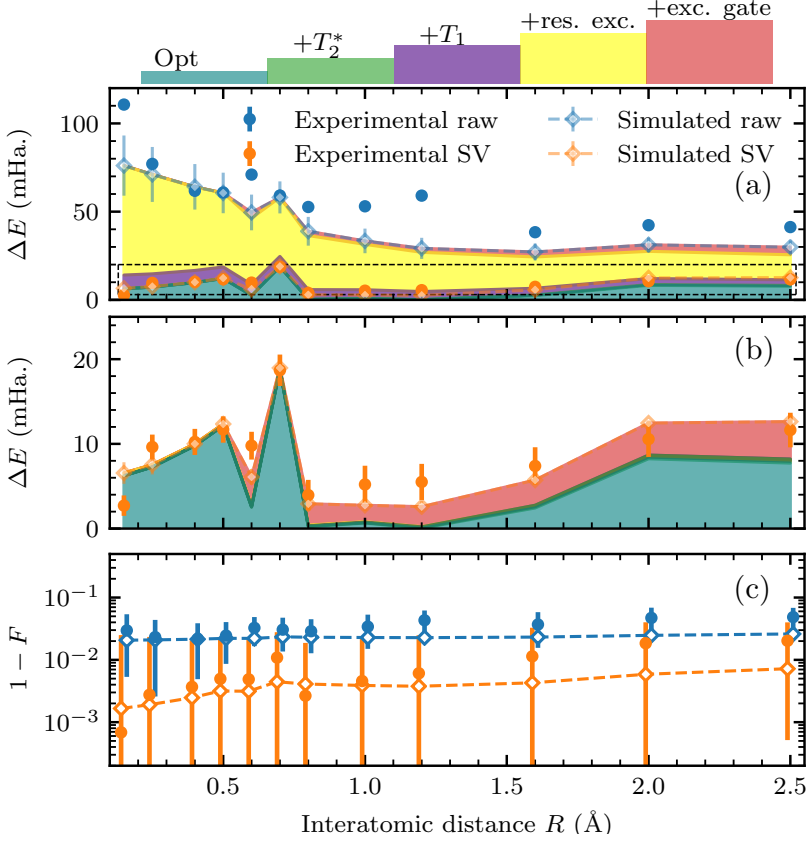 Opt +T₂* +T₁ +res. exc. +exc. gate
ΔE (mHa.)
100
50
0
Experimental raw
Experimental SV
Simulated raw
Simulated SV
(a)
ΔE (mHa.)
20
10
0
(b)
1 − F
10⁻¹
10⁻²
10⁻³
(c)
0.5 1.0 1.5 2.0 2.5
Interatomic distance R (Å)